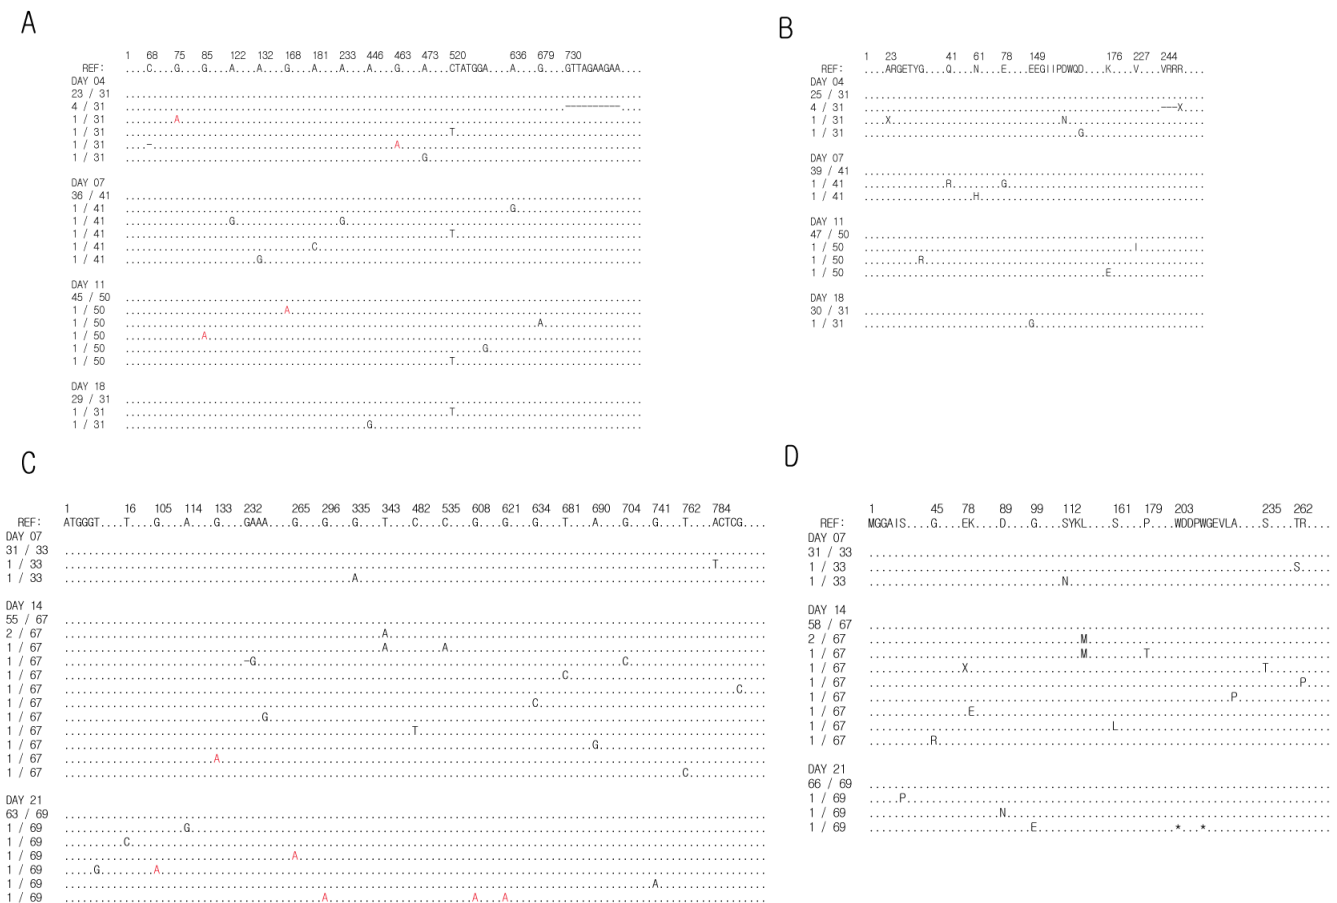 A
1 68 75 85 122 132 168 181 233 446 463 473 520 636 679 730
REF: .....C.....G.....G.....A.....A.....G.....A.....A.....A.....G.....A.....CTATGGA.....A.....G.....GTTAGAAGAA.....
DAY 04
23 / 31 .................................................................................................................
4 / 31 ................................................................................................----------.....
1 / 31 ...........A.....................................................................................................
1 / 31 .......................................................................T.........................................
1 / 31 .....-.....................................................A.....................................................
1 / 31 .................................................................G...............................................
DAY 07
36 / 41 .................................................................................................................
1 / 41 ....................................................................................G............................
1 / 41 .......................G.......................G.................................................................
1 / 41 .......................................................................T.........................................
1 / 41 .........................................C.......................................................................
1 / 41 .............................G...................................................................................
DAY 11
45 / 50 .................................................................................................................
1 / 50 ...................................A.............................................................................
1 / 50 ..........................................................................................A......................
1 / 50 .................A...............................................................................................
1 / 50 ..............................................................................G..................................
1 / 50 .......................................................................T.........................................
DAY 18
29 / 31 .................................................................................................................
1 / 31 .......................................................................T.........................................
1 / 31 .....................................................G...........................................................
B
1 23 41 61 78 149 176 227 244
REF: .....ARGETYG.....Q.....N.....E.....EEGIIPDWQD.....K.....V.....VRRR.....
DAY 04
25 / 31 ...........................................................................
4 / 31 .................................................................---X.....
1 / 31 .....X......................................N..............................
1 / 31 ...............................................G...........................
DAY 07
39 / 41 ...........................................................................
1 / 41 ..................R...........G............................................
1 / 41 ........................H..................................................
DAY 11
47 / 50 ...........................................................................
1 / 50 ...........................................................I...............
1 / 50 ............R..............................................................
1 / 50 .....................................................E.....................
DAY 18
30 / 31 ...........................................................................
1 / 31 ....................................G......................................
C
1 16 105 114 133 232 265 296 335 343 482 535 608 621 634 681 690 704 741 762 784
REF: ATGGGT.....T.....G.....A.....G.....GAAA.....G.....G.....G.....T.....C.....C.....G.....G.....G.....T.....A.....G.....G.....T.....ACTCG.....
DAY 07
31 / 33 ............................................................................................................................................
1 / 33 .................................................................................................................................T..........
1 / 33 .........................................................A..................................................................................
DAY 14
55 / 67 ............................................................................................................................................
2 / 67 ...............................................................A............................................................................
1 / 67 ...............................................................A...........A................................................................
1 / 67 ...................................-G.........................................................................C.............................
1 / 67 ...................................................................................................C........................................
1 / 67 ......................................................................................................................................C.....
1 / 67 .............................................................................................C..............................................
1 / 67 .......................................G....................................................................................................
1 / 67 .....................................................................T......................................................................
1 / 67 .........................................................................................................G..................................
1 / 67 ..............................A.............................................................................................................
1 / 67 ...........................................................................................................................C................
DAY 21
63 / 69 ............................................................................................................................................
1 / 69 ........................G...................................................................................................................
1 / 69 ............C...............................................................................................................................
1 / 69 .............................................A..............................................................................................
1 / 69 ......G...........A.........................................................................................................................
1 / 69 .....................................................................................................................A......................
1 / 69 ...................................................A.............................A.....A....................................................
D
1 45 78 89 99 112 161 179 203 235 262
REF: MGGAIS.....G.....EK.....D.....G.....SYKL.....S.....P.....WDDPWGEVLA.....S.....TR.....
DAY 07
31 / 33 ............................................................................................
1 / 33 .....................................................................................S......
1 / 33 .......................................N....................................................
DAY 14
58 / 67 ............................................................................................
2 / 67 ...........................................M................................................
1 / 67 ...........................................M............T...................................
1 / 67 ...................X...........................................................T............
1 / 67 ......................................................................................P.....
1 / 67 .........................................................................P..................
1 / 67 ....................E.......................................................................
1 / 67 .................................................L..........................................
1 / 67 ............R...............................................................................
DAY 21
66 / 69 ............................................................................................
1 / 69 ......P.....................................................................................
1 / 69 ..........................N.................................................................
1 / 69 ................................E............................*....*.........................